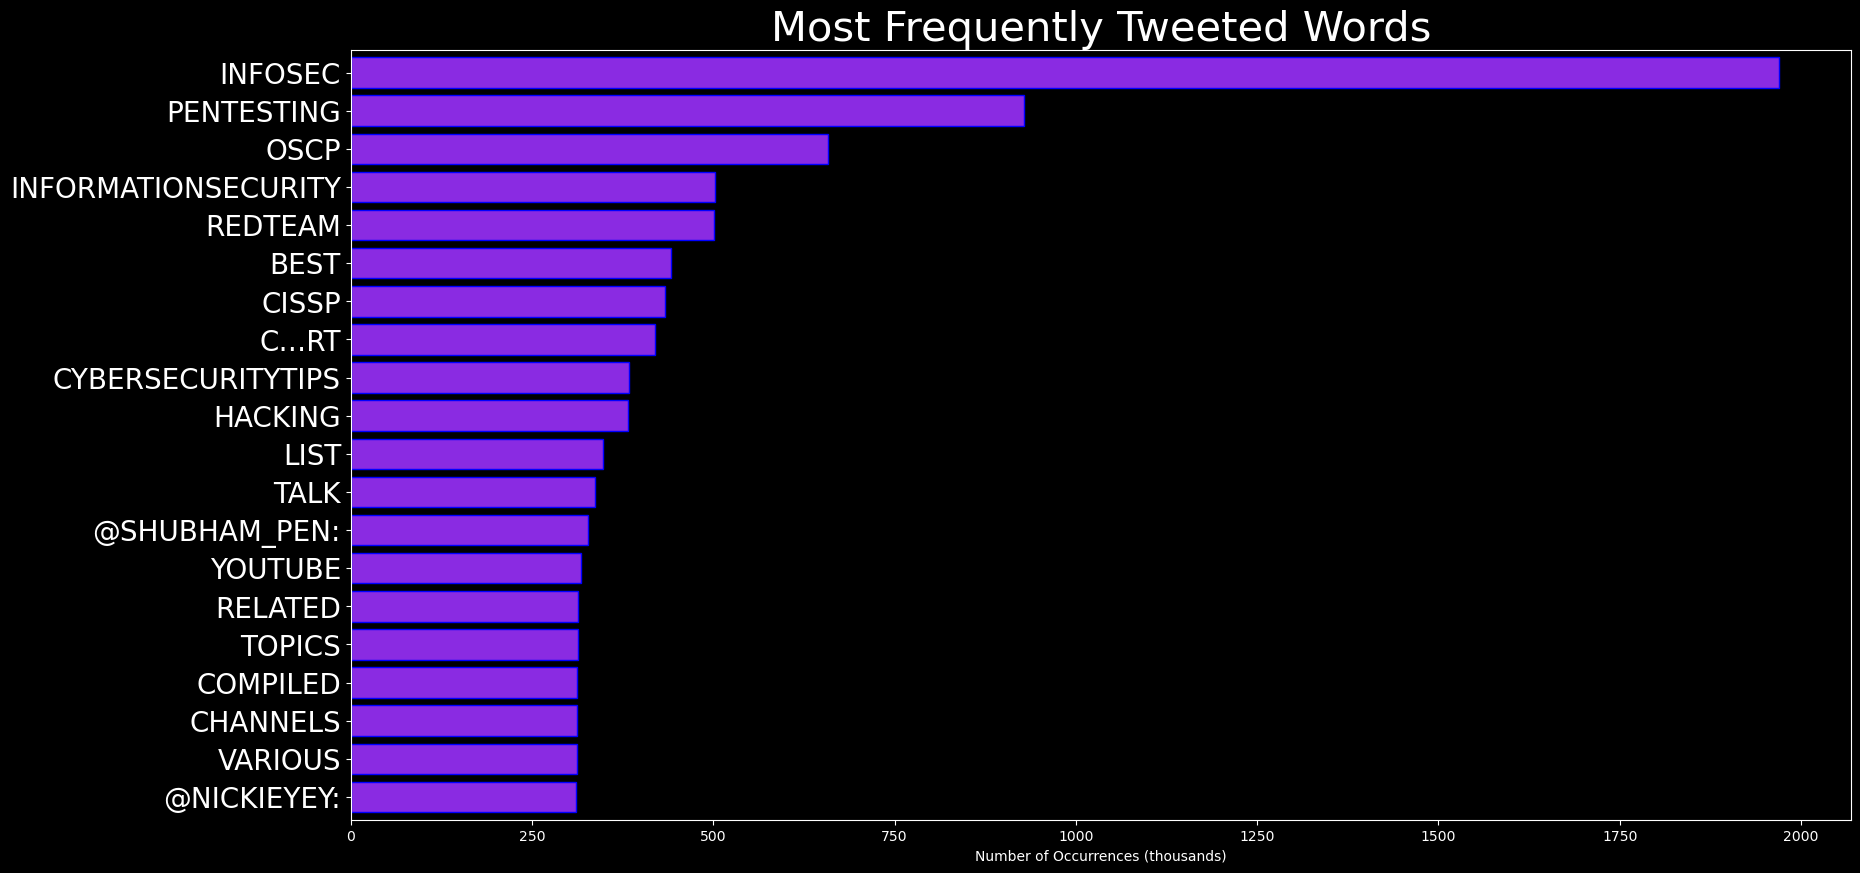 Most Frequently Tweeted Words
INFOSEC
PENTESTING
OSCP
INFORMATIONSECURITY
REDTEAM
BEST
CISSP
C…RT
CYBERSECURITYTIPS
HACKING
LIST
TALK
@SHUBHAM_PEN:
YOUTUBE
RELATED
TOPICS
COMPILED
CHANNELS
VARIOUS
@NICKIEYEY:
0 250 500 750 1000 1250 1500 1750 2000
Number of Occurrences (thousands)